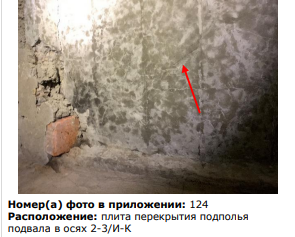 Номер(а) фото в приложении: 124
Расположение: плита перекрытия подполья
подвала в осях 2-3/И-К